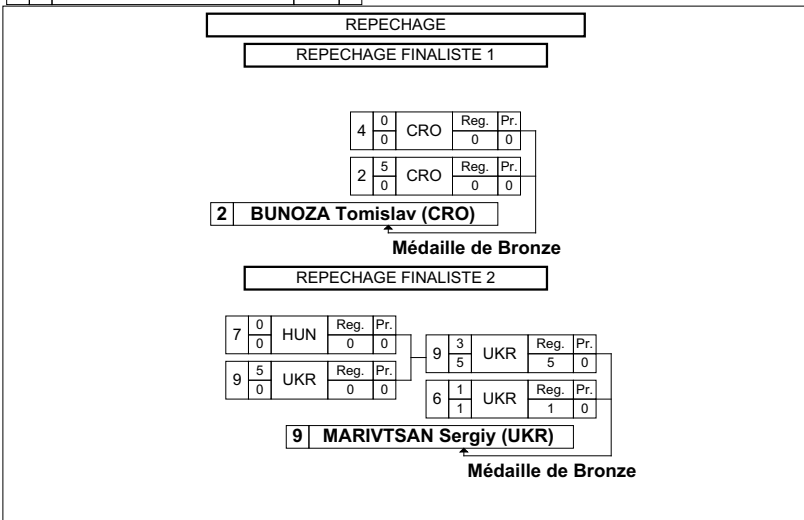 REPECHAGE
REPECHAGE FINALISTE 1
4 0 CRO Reg. Pr.
0 0 0
2 5 CRO Reg. Pr.
0 0 0
2 BUNOZA Tomislav (CRO)
Médaille de Bronze
REPECHAGE FINALISTE 2
7 0 HUN Reg. Pr.
0 0 0
9 5 UKR Reg. Pr.
0 0 0
9 3 UKR Reg. Pr.
5 5 0
6 1 UKR Reg. Pr.
1 1 0
9 MARIVTSAN Sergiy (UKR)
Médaille de Bronze